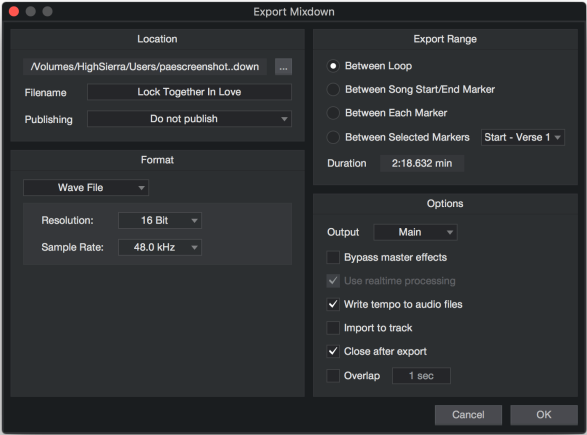 Export Mixdown
Location
/Volumes/HighSierra/Users/paescreenshot..down ...
Filename Lock Together In Love
Publishing Do not publish
Format
Wave File
Resolution: 16 Bit
Sample Rate: 48.0 kHz
Export Range
Between Loop
Between Song Start/End Marker
Between Each Marker
Between Selected Markers Start - Verse 1
Duration 2:18.632 min
Options
Output Main
Bypass master effects
Use realtime processing
Write tempo to audio files
Import to track
Close after export
Overlap 1 sec
Cancel OK